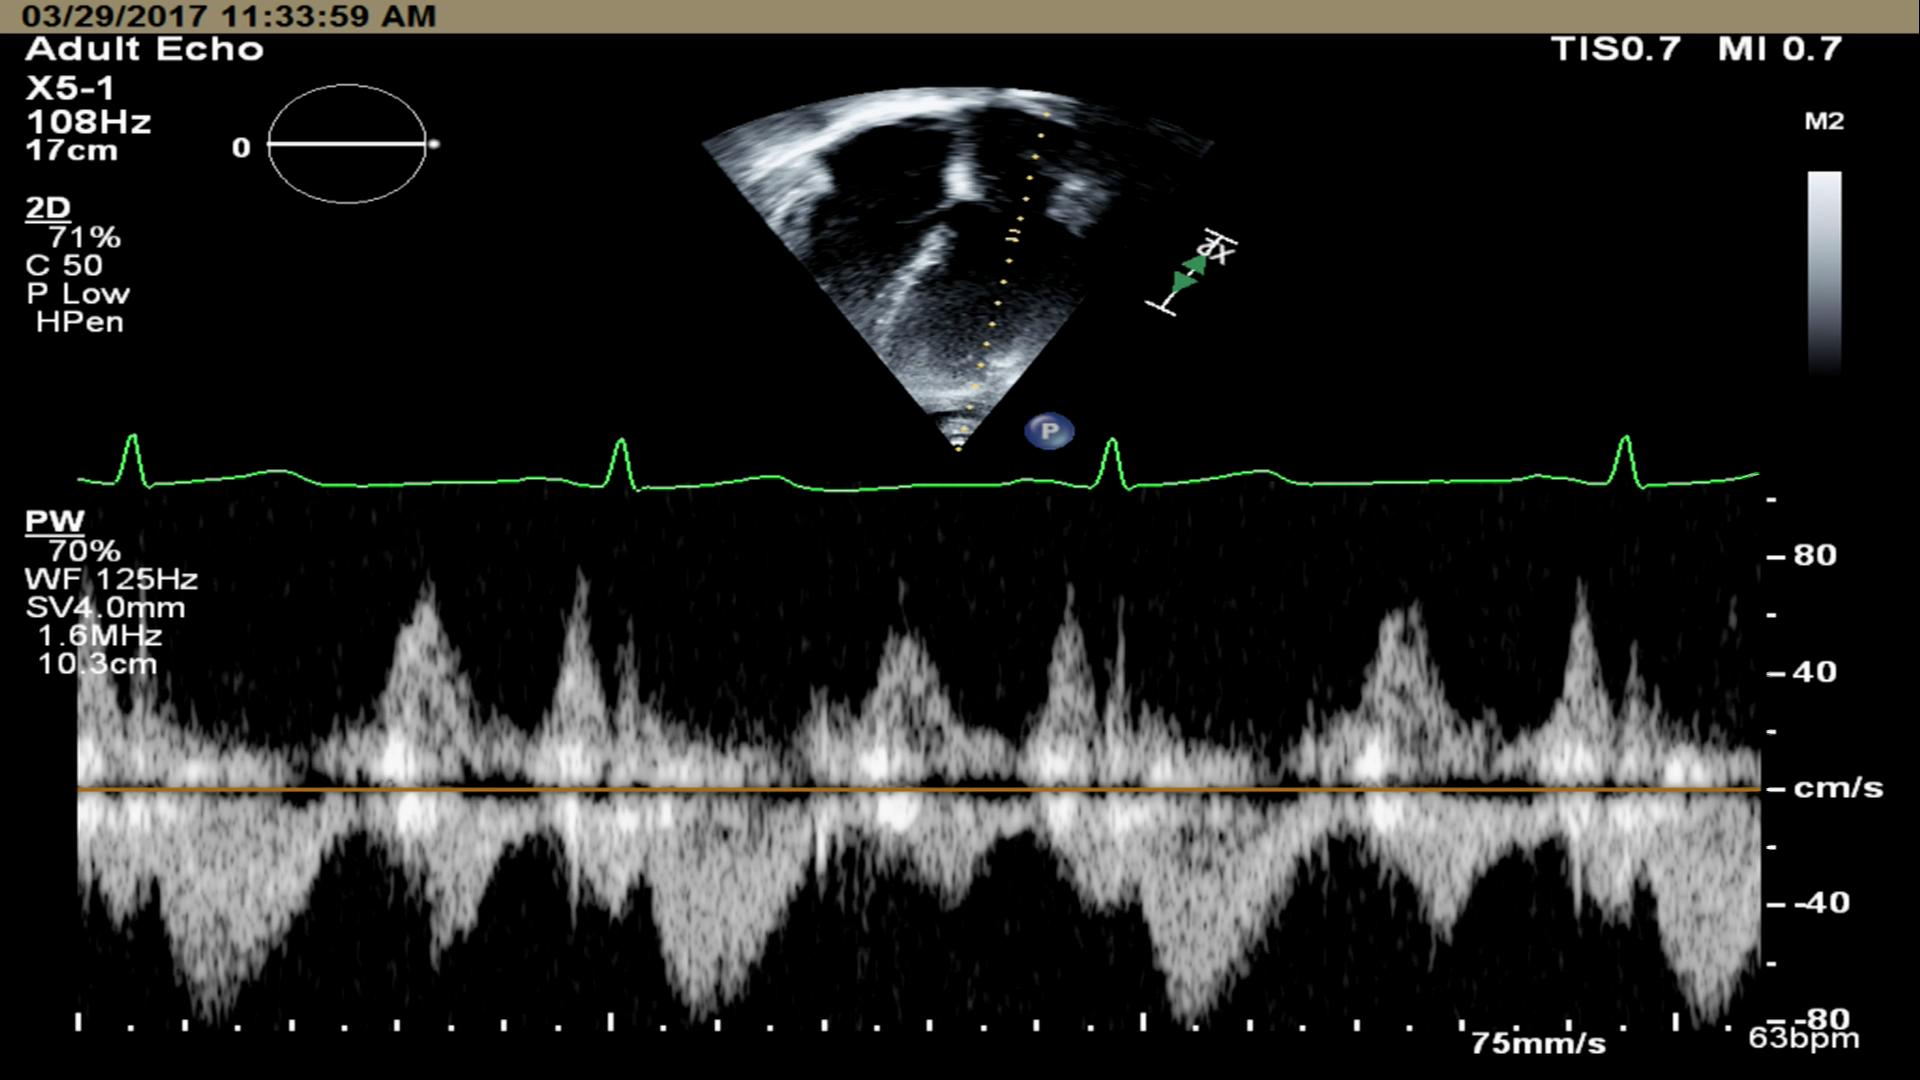 03/29/2017 11:33:59 AM
Adult Echo
TIS0.7 MI 0.7
X5-1
108Hz
17cm
0
M2
2D
71%
C 50
P Low
HPen
P
PW
70%
WF 125Hz
SV4.0mm
1.6MHz
10.3cm
80
40
cm/s
-40
-80
75mm/s
63bpm